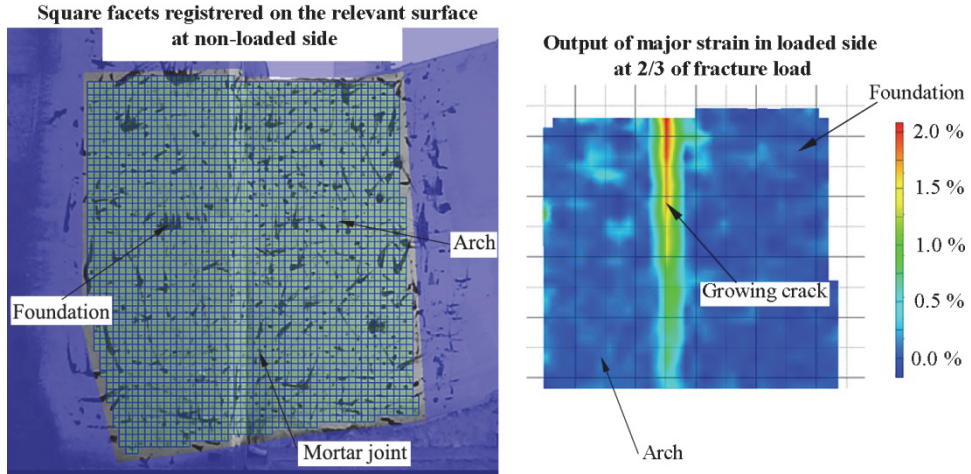 Square facets registrered on the relevant surface
at non-loaded side
Foundation
Arch
Mortar joint
Output of major strain in loaded side
at 2/3 of fracture load
Foundation
Growing crack
Arch
2.0 %
1.5 %
1.0 %
0.5 %
0.0 %